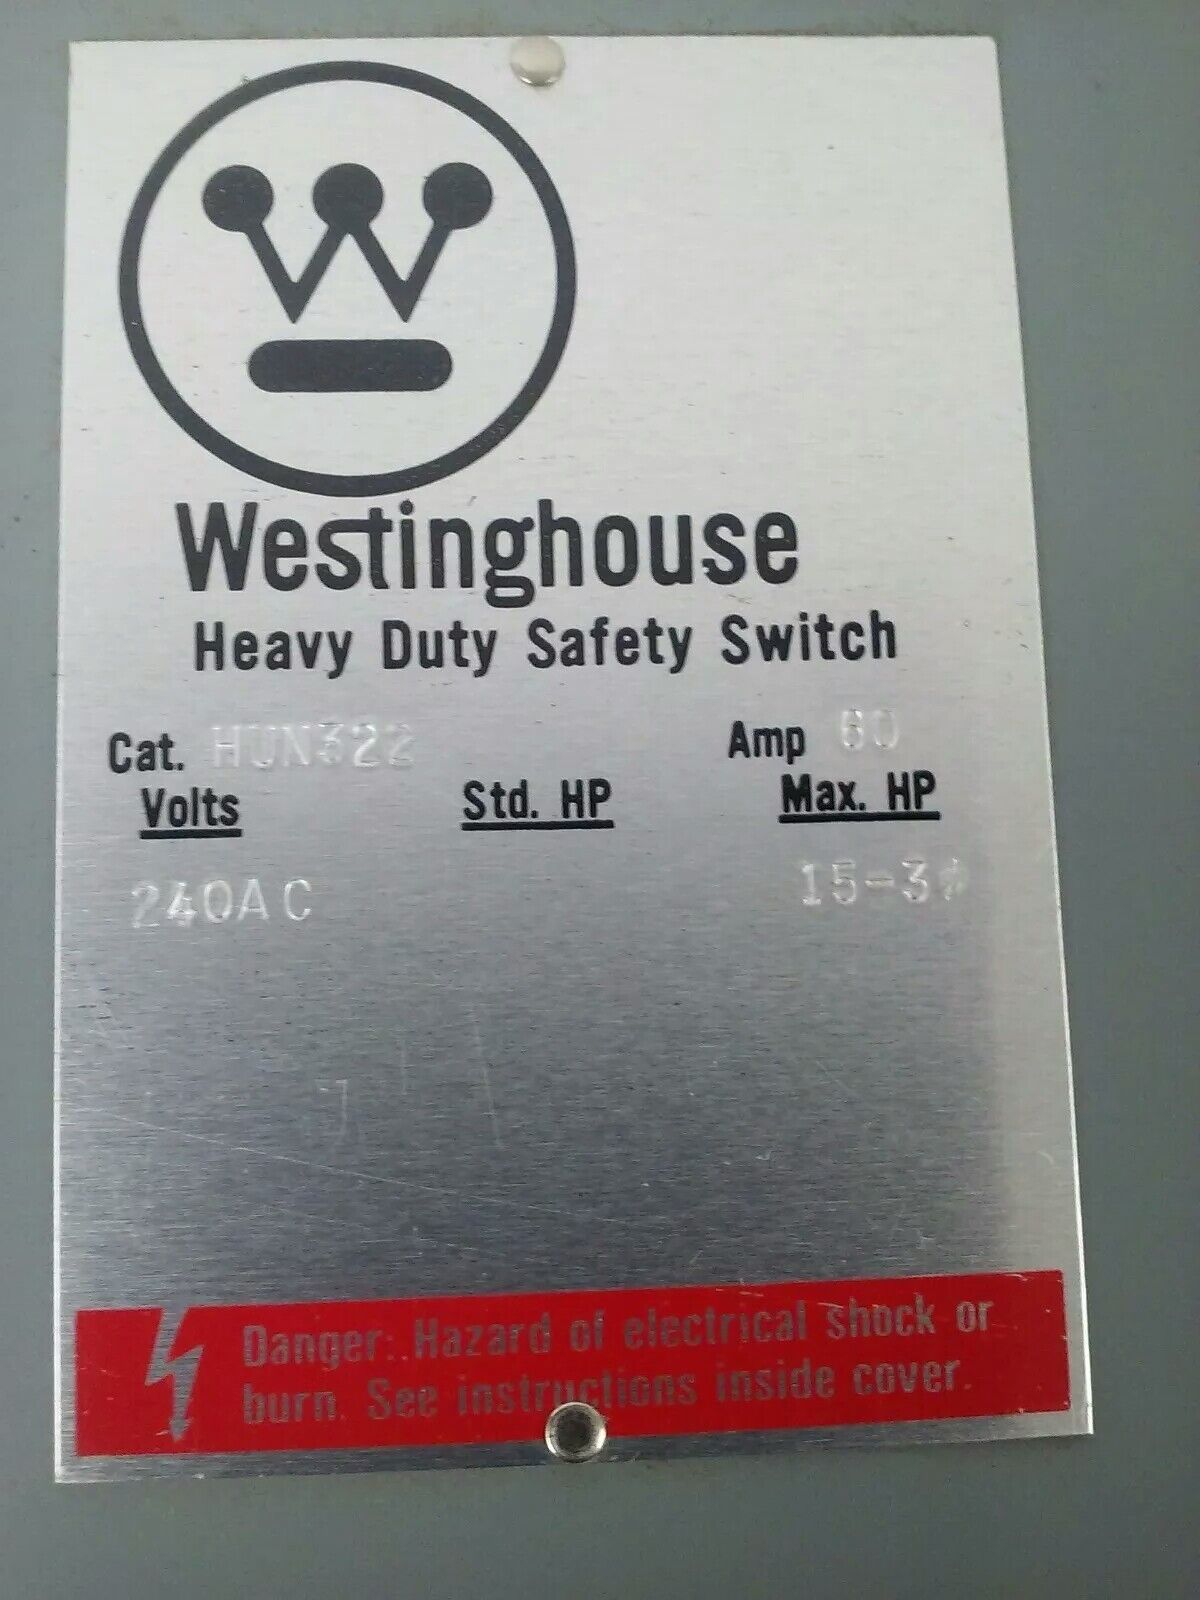 Westinghouse
Heavy Duty Safety Switch
Cat. HUN322 Amp 60
Volts Std. HP Max. HP
240AC 15-3ø
Danger: Hazard of electrical shock or
burn. See instructions inside cover.